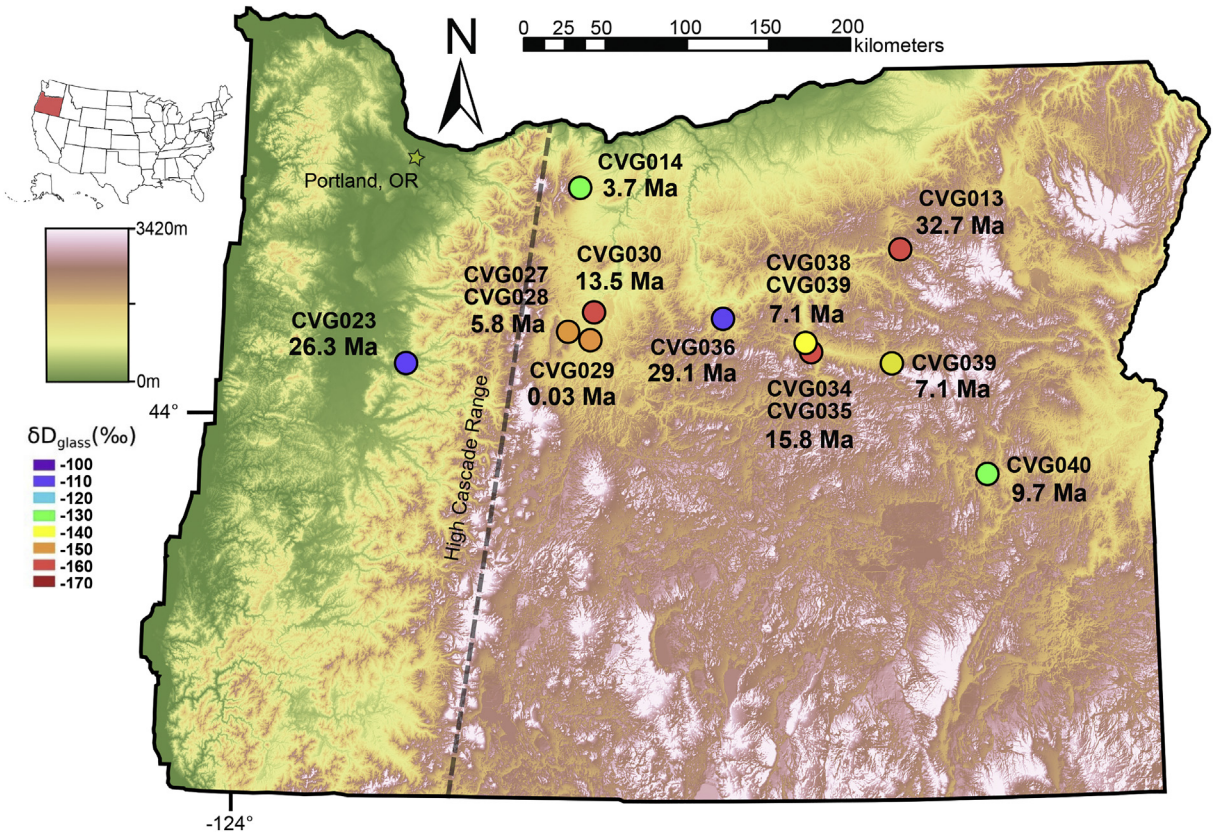 N
0 25 50 100 150 200
kilometers
Portland, OR
3420m
0m
CVG014
3.7 Ma
CVG013
32.7 Ma
CVG030
13.5 Ma
CVG027
CVG028
5.8 Ma
CVG038
CVG039
7.1 Ma
CVG023
26.3 Ma
CVG036
29.1 Ma
CVG029
0.03 Ma
CVG039
7.1 Ma
CVG034
CVG035
15.8 Ma
44°
High Cascade Range
CVG040
9.7 Ma
δDglass(‰)
-100
-110
-120
-130
-140
-150
-160
-170
-124°